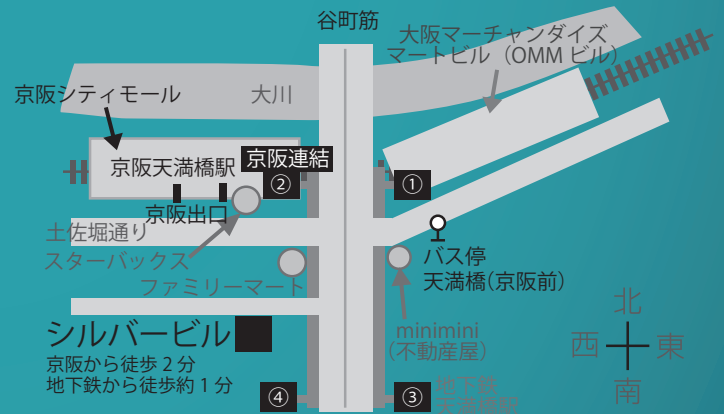 谷町筋
大阪マーチャンダイズ
マートビル（OMM ビル）
京阪シティモール
大川
京阪天満橋駅
京阪連結
②
①
京阪出口
土佐堀通り
スターバックス
ファミリーマート
バス停
天満橋(京阪前)
minimini
(不動産屋)
シルバービル
京阪から徒歩 2 分
地下鉄から徒歩約 1 分
北
西
東
南
④
③
地下鉄
天満橋駅